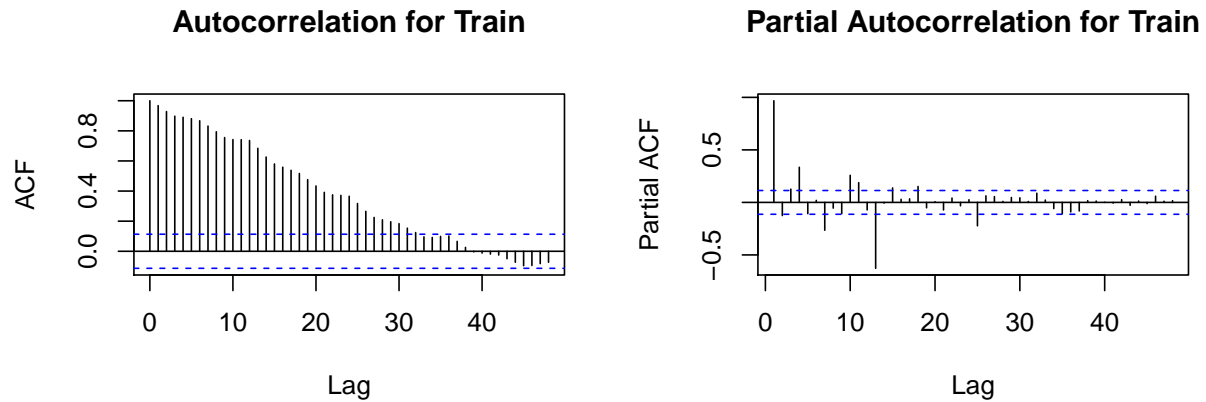 Autocorrelation for Train
ACF
0.0 0.4 0.8
0 10 20 30 40
Lag
Partial Autocorrelation for Train
Partial ACF
−0.5 0.5
0 10 20 30 40
Lag